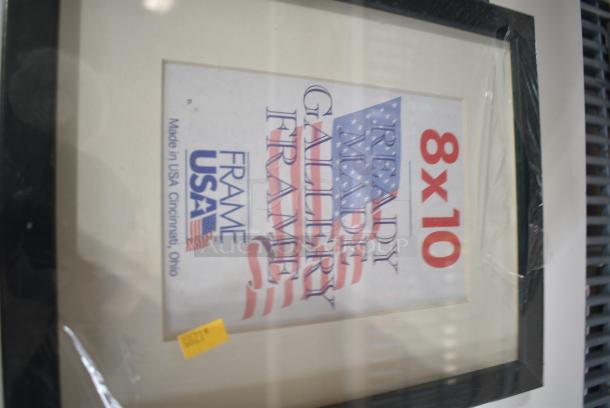 8x10
READY
MADE
GALLERY
FRAME
FRAME
USA
Made in USA Cincinnati, Ohio